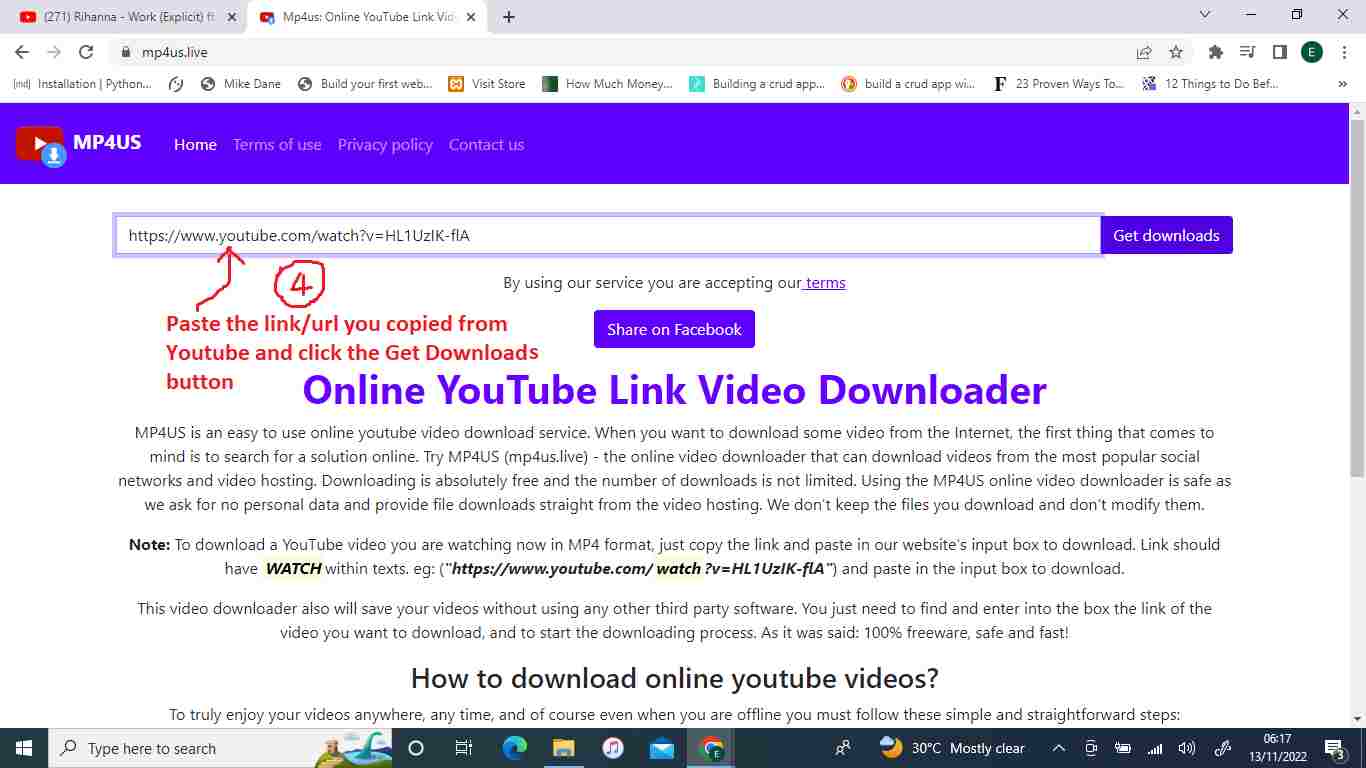 (271) Rihanna - Work (Explicit) ft
Mp4us: Online YouTube Link Vide
mp4us.live
E
Installation | Python...
Mike Dane
Build your first web...
Visit Store
How Much Money...
Building a crud app...
build a crud app wi...
F 23 Proven Ways To...
12 Things to Do Bef...
»
MP4US
Home
Terms of use
Privacy policy
Contact us
https://www.youtube.com/watch?v=HL1UzIK-flA
Get downloads
4
By using our service you are accepting our terms
Paste the link/url you copied from
Youtube and click the Get Downloads
button
Share on Facebook
Online YouTube Link Video Downloader
MP4US is an easy to use online youtube video download service. When you want to download some video from the Internet, the first thing that comes to
mind is to search for a solution online. Try MP4US (mp4us.live) - the online video downloader that can download videos from the most popular social
networks and video hosting. Downloading is absolutely free and the number of downloads is not limited. Using the MP4US online video downloader is safe as
we ask for no personal data and provide file downloads straight from the video hosting. We don't keep the files you download and don't modify them.
Note: To download a YouTube video you are watching now in MP4 format, just copy the link and paste in our website's input box to download. Link should
have WATCH within texts. eg: ("https://www.youtube.com/ watch ?v=HL1UzIK-flA") and paste in the input box to download.
This video downloader also will save your videos without using any other third party software. You just need to find and enter into the box the link of the
video you want to download, and to start the downloading process. As it was said: 100% freeware, safe and fast!
How to download online youtube videos?
To truly enjoy your videos anywhere, any time, and of course even when you are offline you must follow these simple and straightforward steps:
Type here to search
E
30°C Mostly clear
06:17
13/11/2022
3